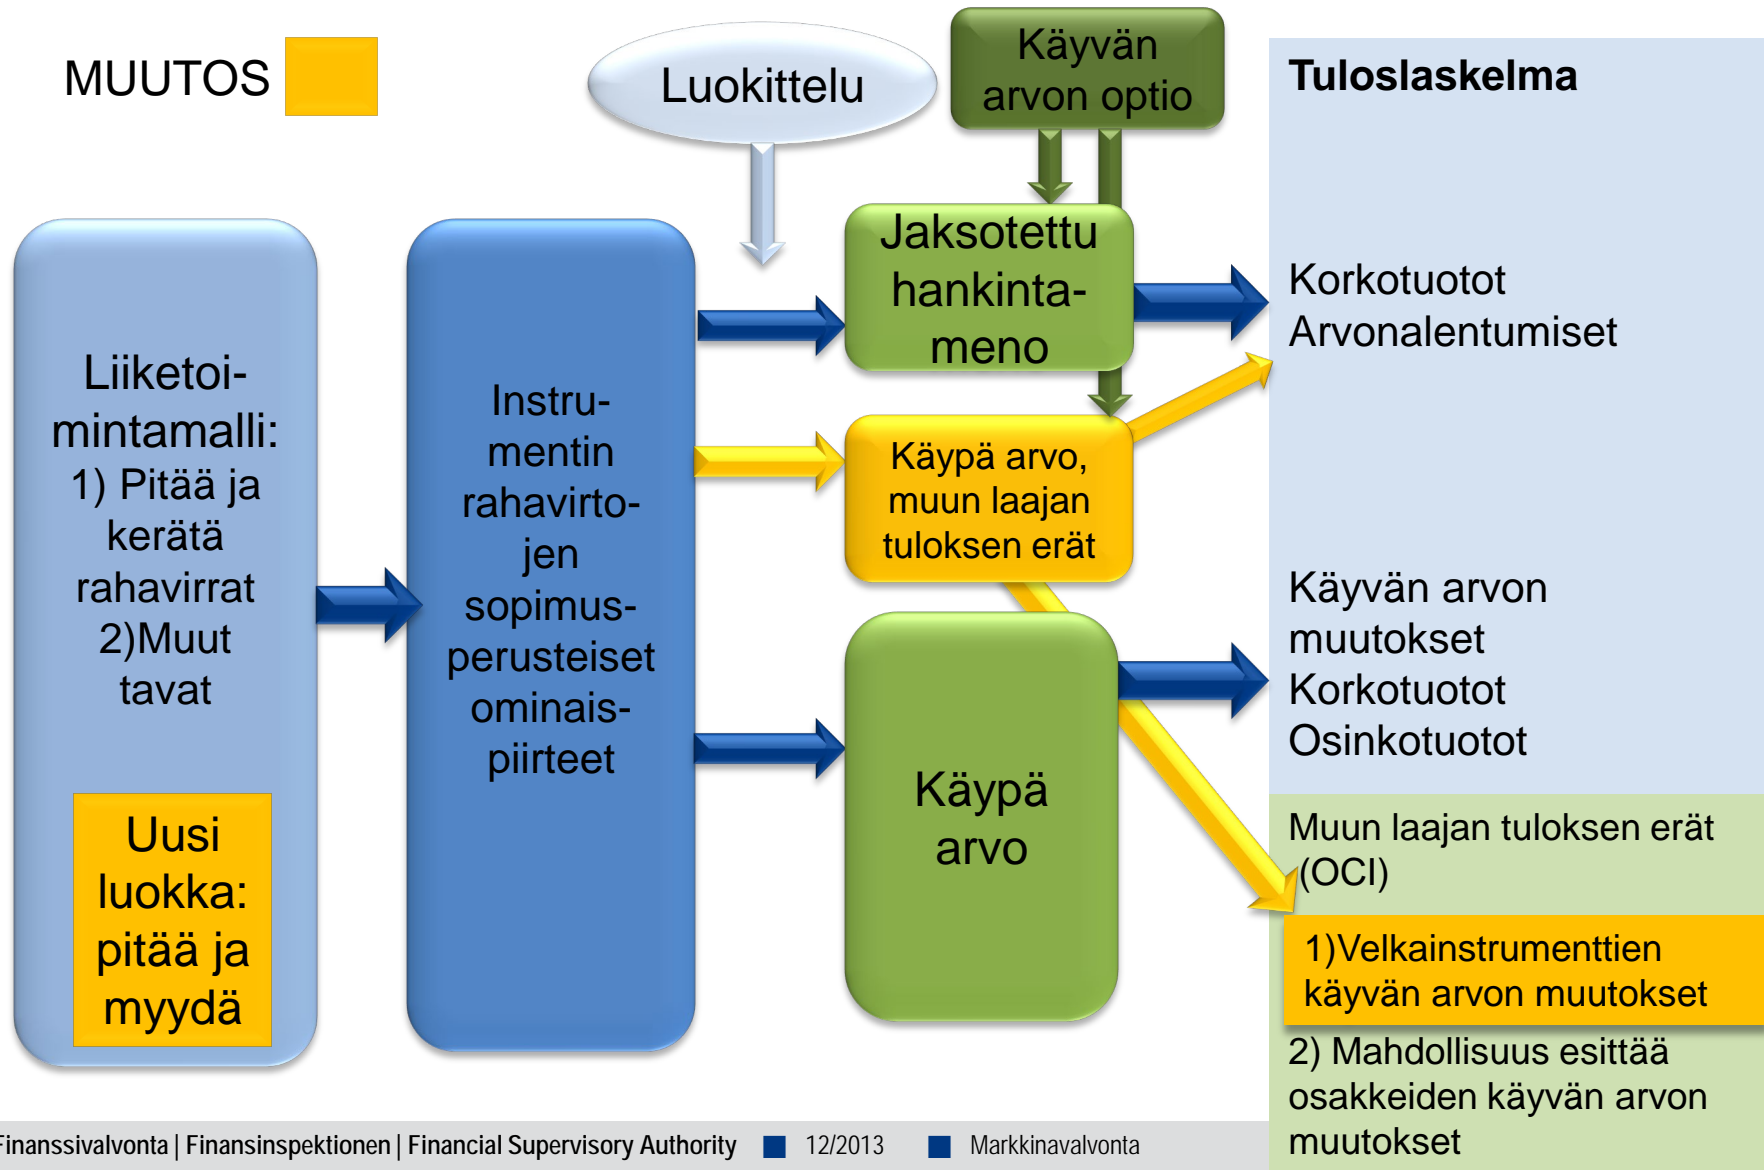 MUUTOS
Luokittelu
Käyvän
arvon optio
Tuloslaskelma
Liiketoi-
mintamalli:
1) Pitää ja
kerätä
rahavirrat
2)Muut
tavat
Uusi
luokka:
pitää ja
myydä
Instru-
mentin
rahavirto-
jen
sopimus-
perusteiset
ominais-
piirteet
Jaksotettu
hankinta-
meno
Käypä arvo,
muun laajan
tuloksen erät
Käypä
arvo
Korkotuotot
Arvonalentumiset
Käyvän arvon
muutokset
Korkotuotot
Osinkotuotot
Muun laajan tuloksen erät
(OCI)
1)Velkainstrumenttien
käyvän arvon muutokset
2) Mahdollisuus esittää
osakkeiden käyvän arvon
muutokset
Finanssivalvonta | Finansinspektionen | Financial Supervisory Authority 12/2013 Markkinavalvonta